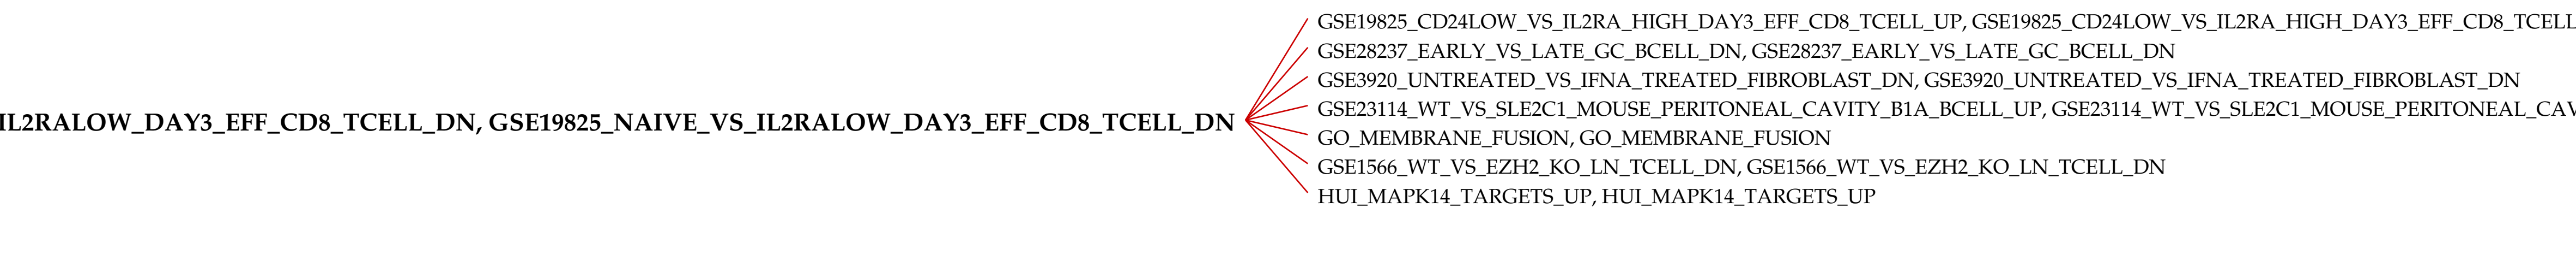 GSE19825_CD24LOW_VS_IL2RA_HIGH_DAY3_EFF_CD8_TCELL_UP, GSE19825_CD24LOW_VS_IL2RA_HIGH_DAY3_EFF_CD8_TCELL
GSE28237_EARLY_VS_LATE_GC_BCELL_DN, GSE28237_EARLY_VS_LATE_GC_BCELL_DN
GSE3920_UNTREATED_VS_IFNA_TREATED_FIBROBLAST_DN, GSE3920_UNTREATED_VS_IFNA_TREATED_FIBROBLAST_DN
GSE23114_WT_VS_SLE2C1_MOUSE_PERITONEAL_CAVITY_B1A_BCELL_UP, GSE23114_WT_VS_SLE2C1_MOUSE_PERITONEAL_CAV
IL2RALOW_DAY3_EFF_CD8_TCELL_DN, GSE19825_NAIVE_VS_IL2RALOW_DAY3_EFF_CD8_TCELL_DN
GO_MEMBRANE_FUSION, GO_MEMBRANE_FUSION
GSE1566_WT_VS_EZH2_KO_LN_TCELL_DN, GSE1566_WT_VS_EZH2_KO_LN_TCELL_DN
HUI_MAPK14_TARGETS_UP, HUI_MAPK14_TARGETS_UP